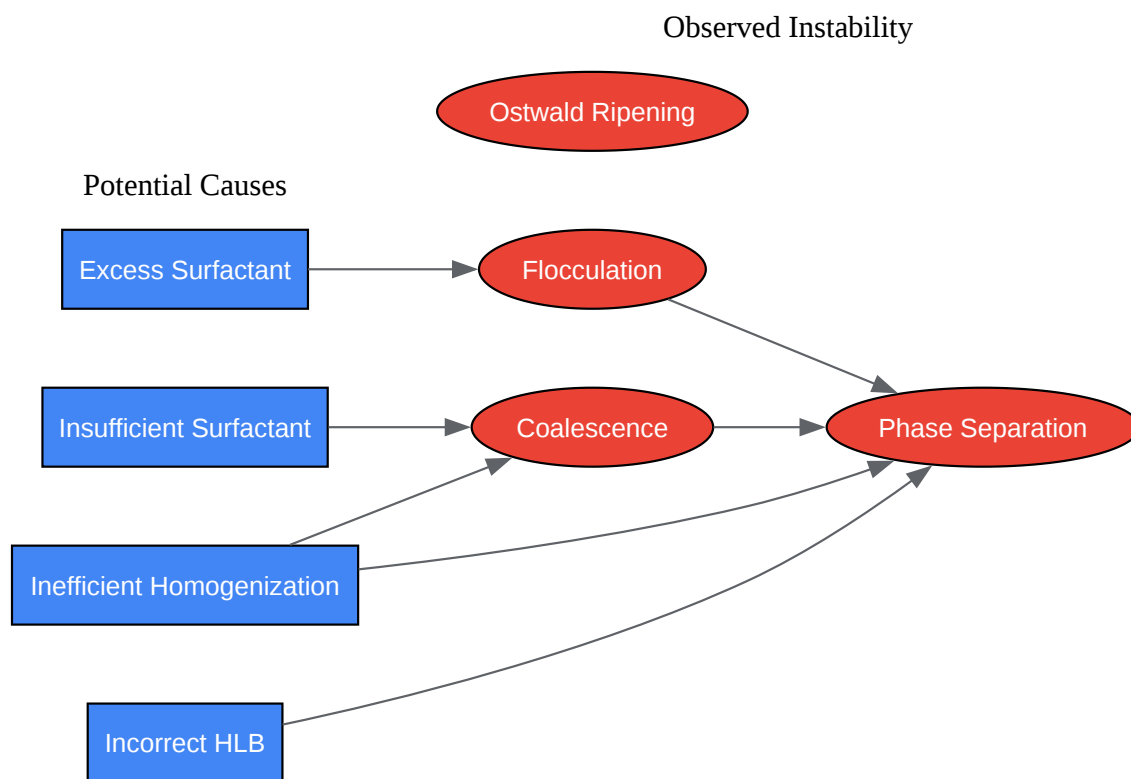 Observed Instability
Ostwald Ripening
Potential Causes
Excess Surfactant
Flocculation
Insufficient Surfactant
Coalescence
Phase Separation
Inefficient Homogenization
Incorrect HLB